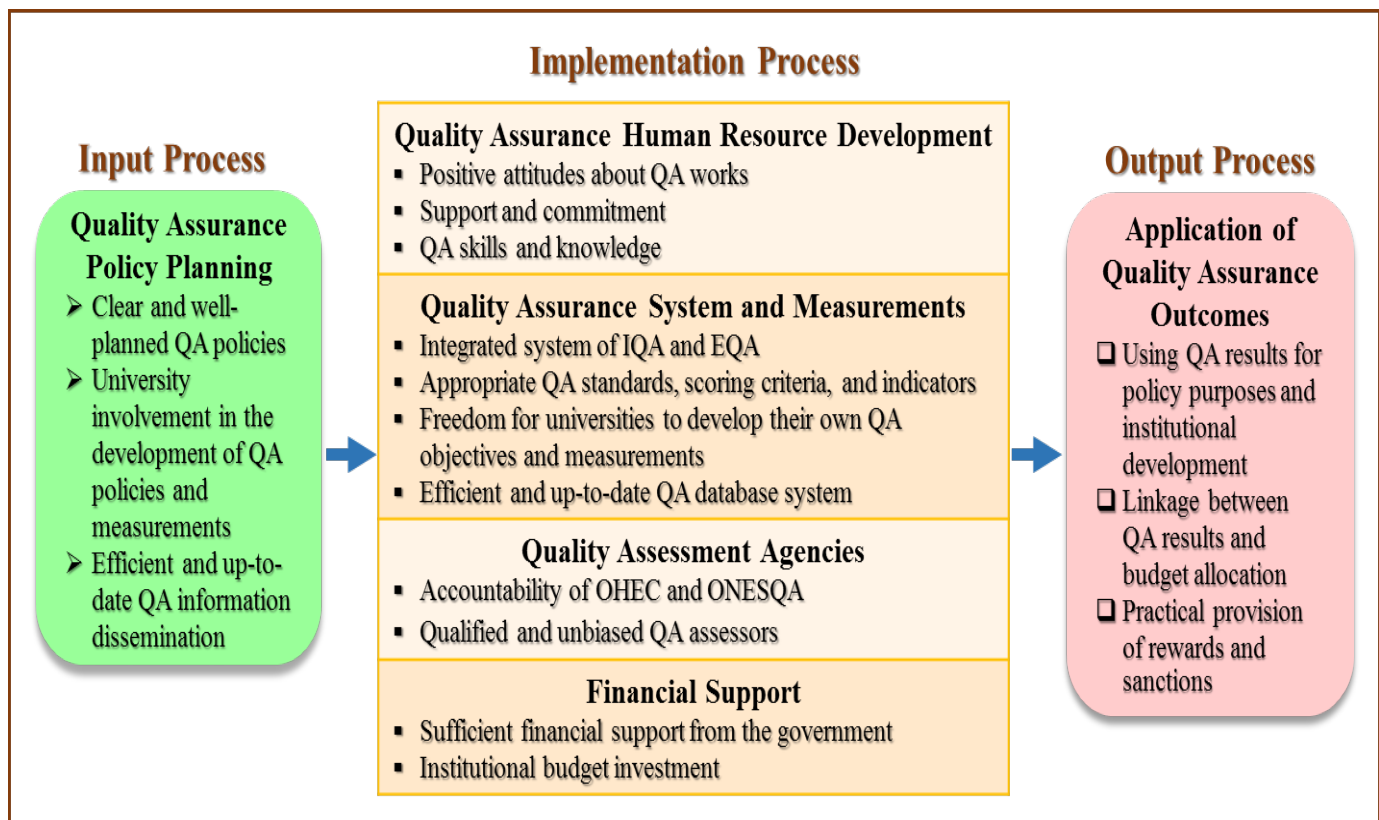 Implementation Process
Input Process
Quality Assurance
Policy Planning
➢ Clear and well-
planned QA policies
➢ University
involvement in the
development of QA
policies and
measurements
➢ Efficient and up-to-
date QA information
dissemination
Quality Assurance Human Resource Development
▪ Positive attitudes about QA works
▪ Support and commitment
▪ QA skills and knowledge
Quality Assurance System and Measurements
▪ Integrated system of IQA and EQA
▪ Appropriate QA standards, scoring criteria, and indicators
▪ Freedom for universities to develop their own QA
objectives and measurements
▪ Efficient and up-to-date QA database system
Quality Assessment Agencies
▪ Accountability of OHEC and ONESQA
▪ Qualified and unbiased QA assessors
Financial Support
▪ Sufficient financial support from the government
▪ Institutional budget investment
Output Process
Application of
Quality Assurance
Outcomes
❑ Using QA results for
policy purposes and
institutional
development
❑ Linkage between
QA results and
budget allocation
❑ Practical provision
of rewards and
sanctions